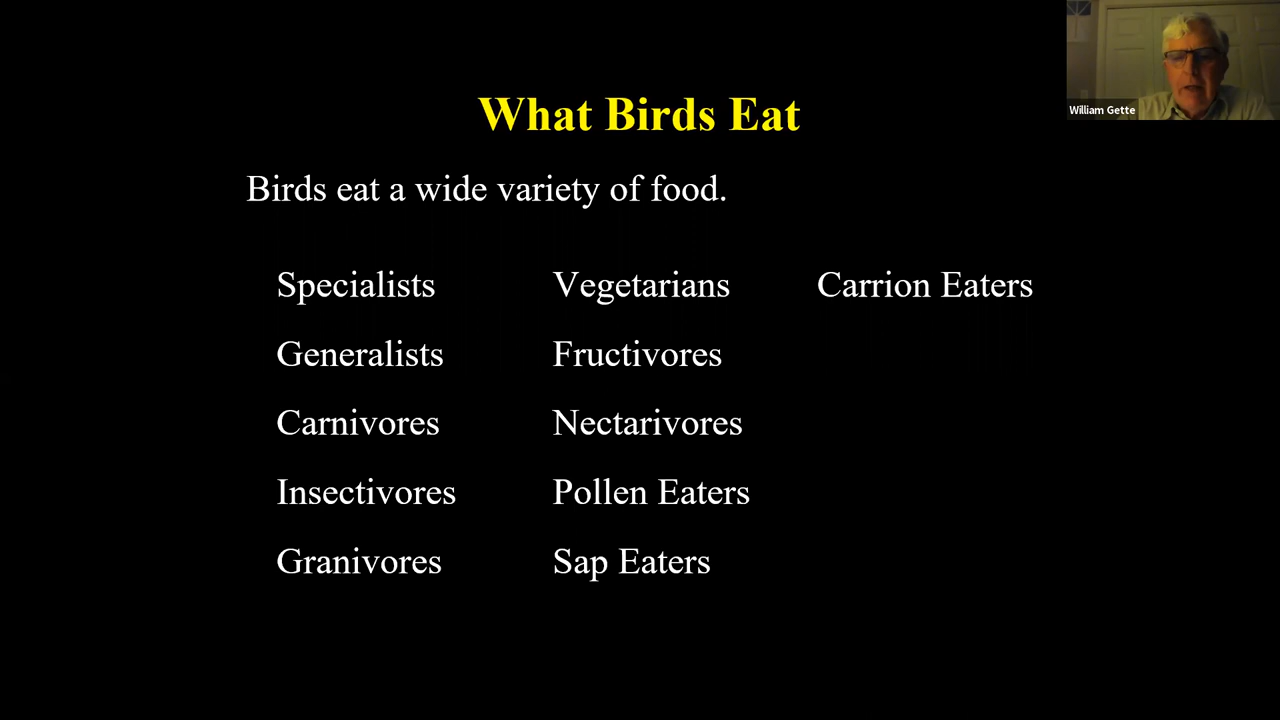 William Gette
What Birds Eat
Birds eat a wide variety of food.
Specialists
Generalists
Carnivores
Insectivores
Granivores
Vegetarians
Fructivores
Nectarivores
Pollen Eaters
Sap Eaters
Carrion Eaters